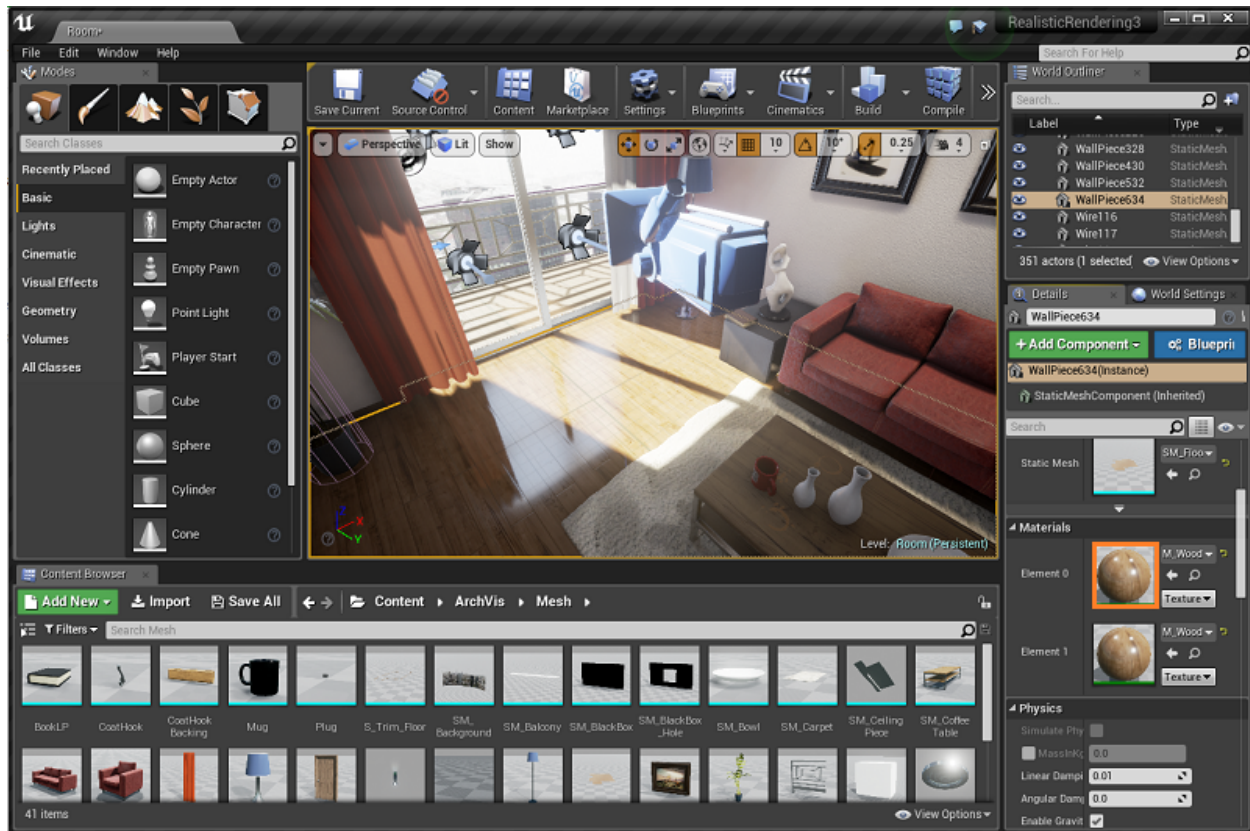 Room•
RealisticRendering3
File Edit Window Help
Search For Help
Modes
Search Classes
Recently Placed
Basic
Lights
Cinematic
Visual Effects
Geometry
Volumes
All Classes
Empty Actor
Empty Character
Empty Pawn
Point Light
Player Start
Cube
Sphere
Cylinder
Cone
Save Current Source Control Content Marketplace Settings Blueprints Cinematics Build Compile
Perspective Lit Show 10 10° 0.25 4
Level: Room (Persistent)
World Outliner
Search...
Label Type
WallPiece328 StaticMesh
WallPiece430 StaticMesh
WallPiece532 StaticMesh
WallPiece634 StaticMesh
Wire116 StaticMesh
Wire117 StaticMesh
351 actors (1 selected) View Options
Details World Settings
WallPiece634
+Add Component Blueprin
WallPiece634(Instance)
StaticMeshComponent (Inherited)
Search
Static Mesh SM_Floo
Materials
Element 0 M_Wood
Texture
Element 1 M_Wood
Texture
Physics
Simulate Phy
MassInKg 0.0
Linear Dampi 0.01
Angular Damp 0.0
Enable Gravit
Content Browser
Add New Import Save All Content ArchVis Mesh
Filters Search Mesh
BookLP
CoatHook
CoatHook
Backing
Mug
Plug
S_Trim_Floor
SM_
Background
SM_Balcony
SM_BlackBox
SM_BlackBox
_Hole
SM_Bowl
SM_Carpet
SM_Ceiling
Piece
SM_Coffee
Table
41 items View Options